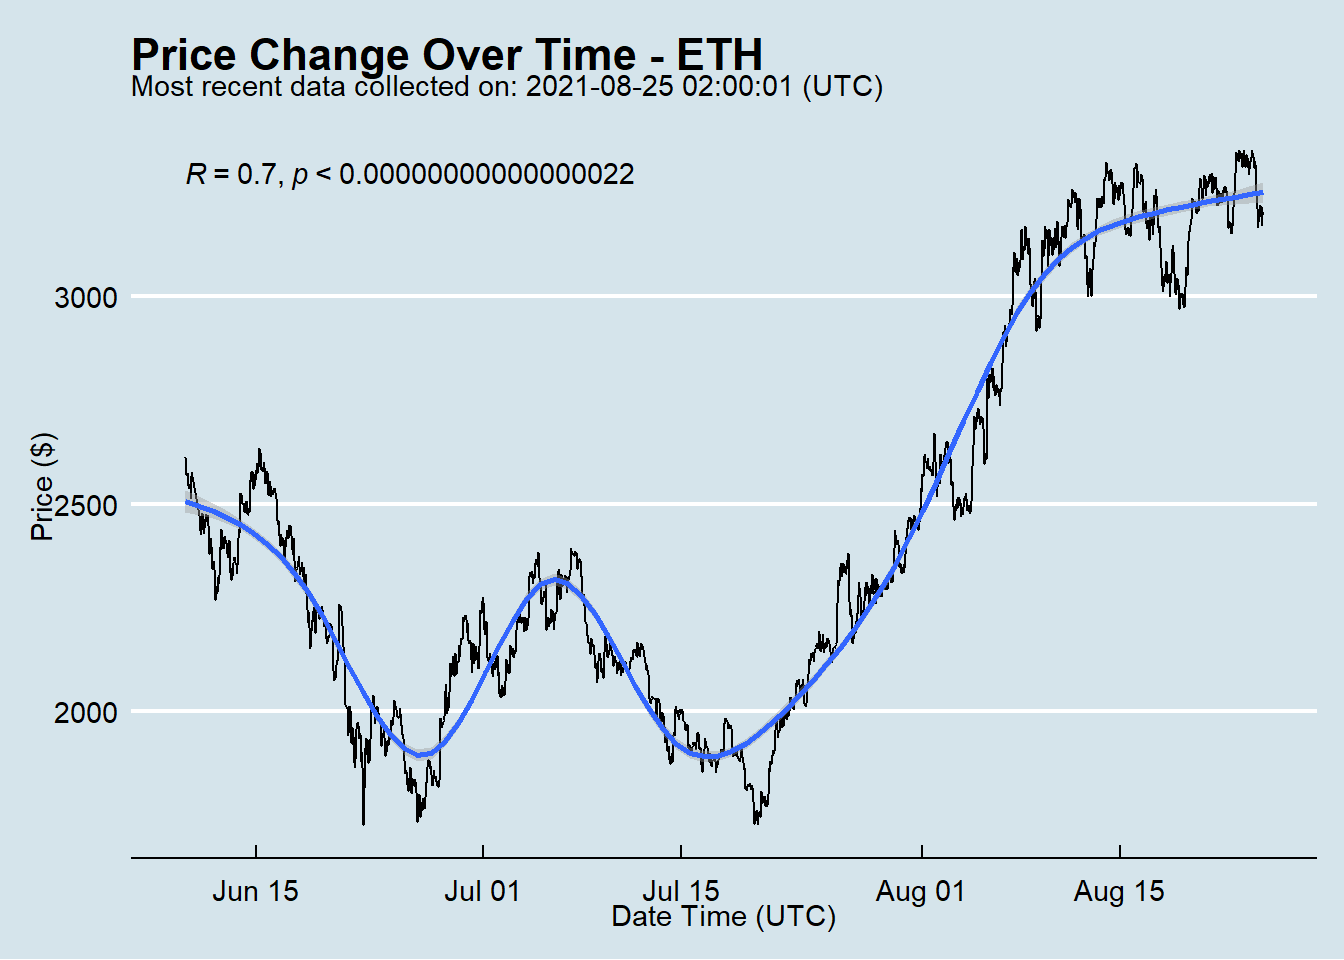 Price Change Over Time - ETH
Most recent data collected on: 2021-08-25 02:00:01 (UTC)
R = 0.7, p < 0.00000000000000022
Price ($)
3000
2500
2000
Jun 15
Jul 01
Jul 15
Aug 01
Aug 15
Date Time (UTC)